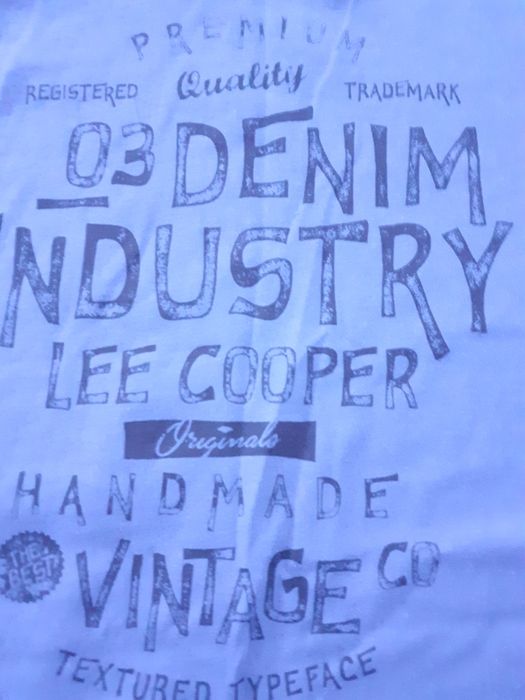 PREMIUM
REGISTERED Quality TRADEMARK
03 DENIM
INDUSTRY
LEE COOPER
Originals
HANDMADE
THE BEST! VINTAGE CO
TEXTURED TYPEFACE